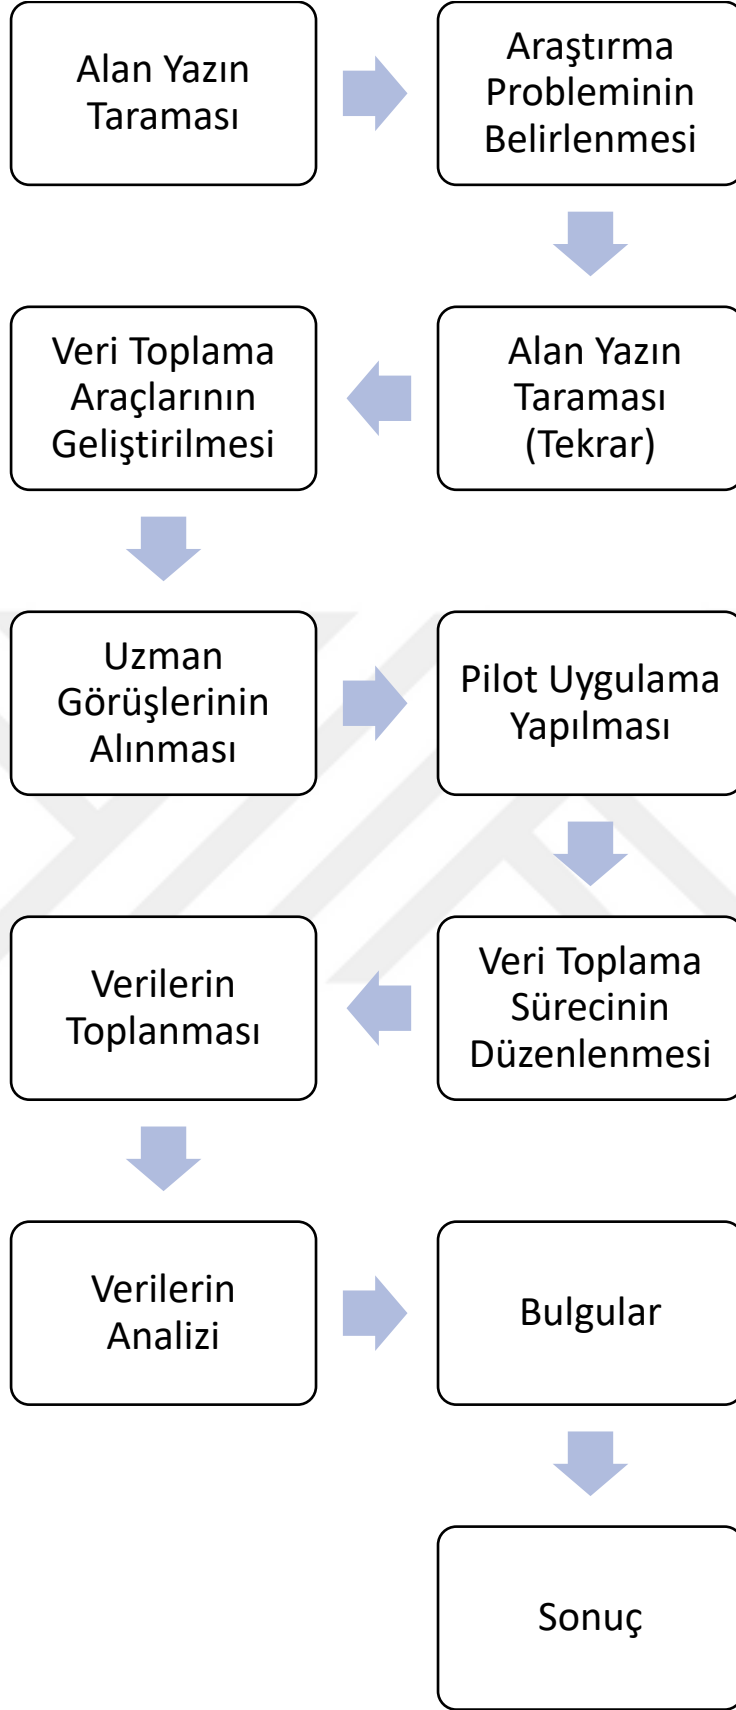 Alan Yazın
Taraması
Araştırma
Probleminin
Belirlenmesi
Alan Yazın
Taraması
(Tekrar)
Veri Toplama
Araçlarının
Geliştirilmesi
Uzman
Görüşlerinin
Alınması
Pilot Uygulama
Yapılması
Veri Toplama
Sürecinin
Düzenlenmesi
Verilerin
Toplanması
Verilerin
Analizi
Bulgular
Sonuç